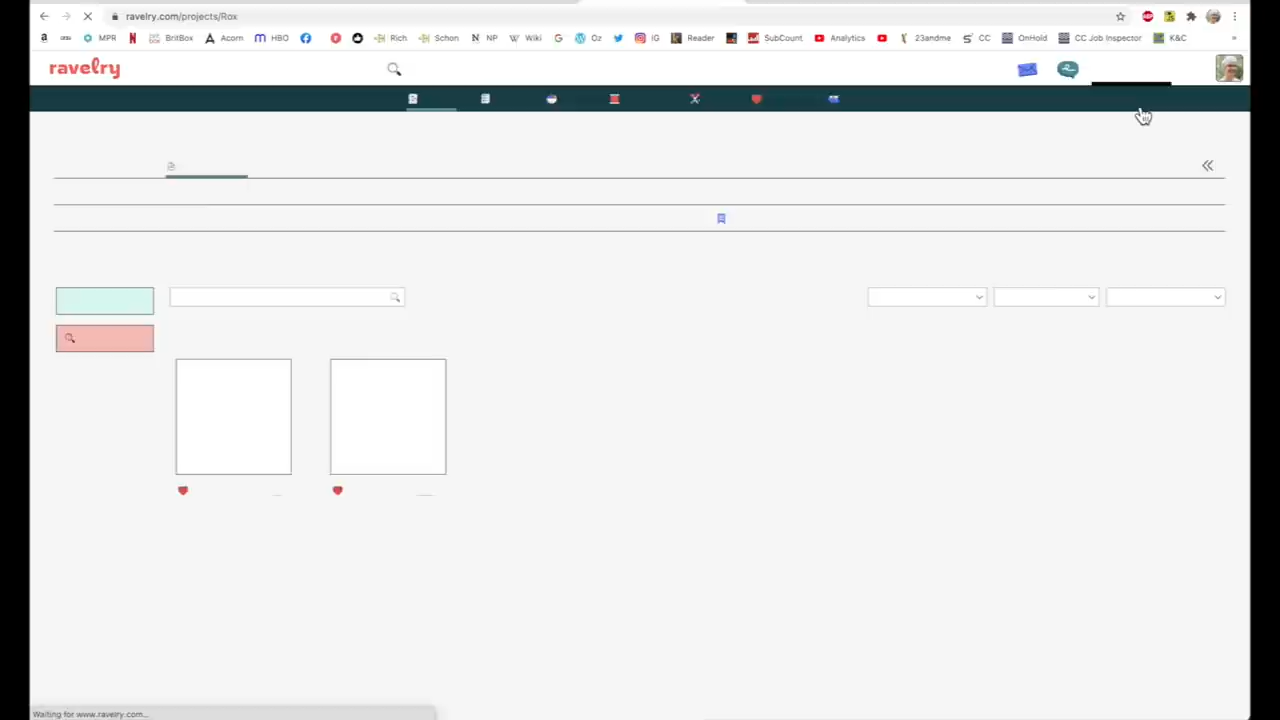 ravelry.com/projects/Rox
MPR BritBox Acorn HBO Rich Schon NP Wiki Oz IG Reader SubCount Analytics 23andme CC OnHold CC Job Inspector K&C »
ravelry
Waiting for www.ravelry.com...